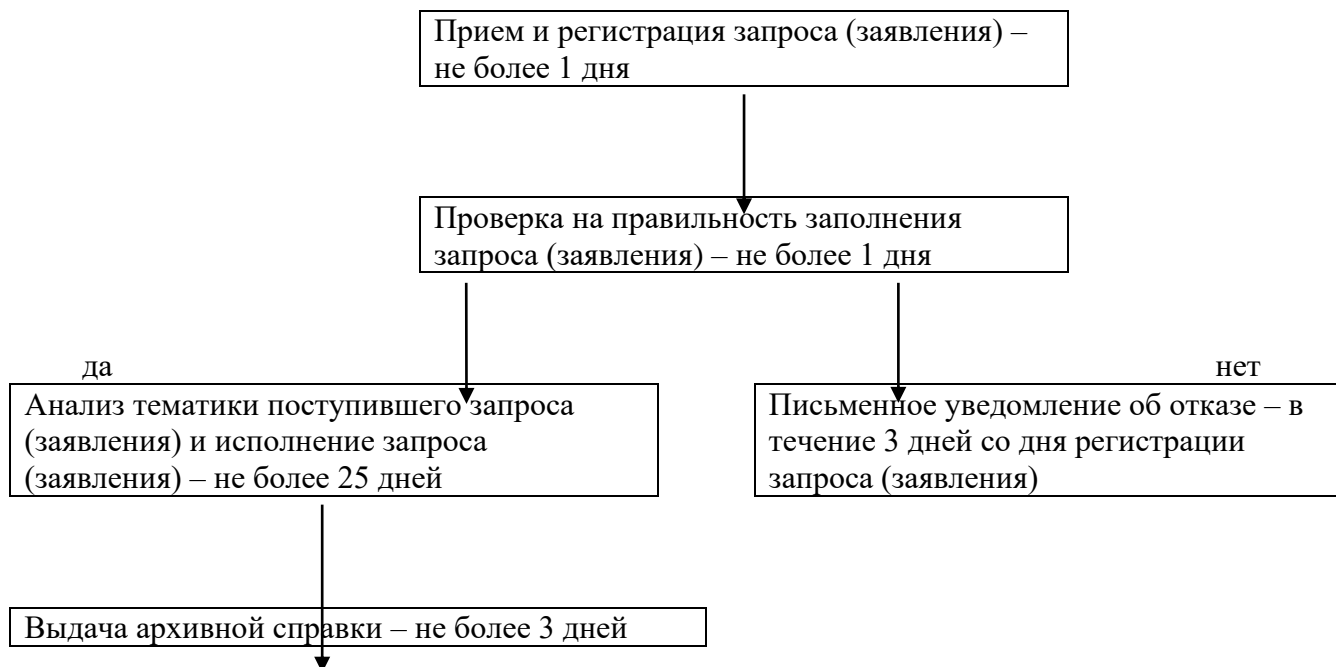 Прием и регистрация запроса (заявления) –
не более 1 дня
Проверка на правильность заполнения
запроса (заявления) – не более 1 дня
да
нет
Анализ тематики поступившего запроса
(заявления) и исполнение запроса
(заявления) – не более 25 дней
Письменное уведомление об отказе – в
течение 3 дней со дня регистрации
запроса (заявления)
Выдача архивной справки – не более 3 дней